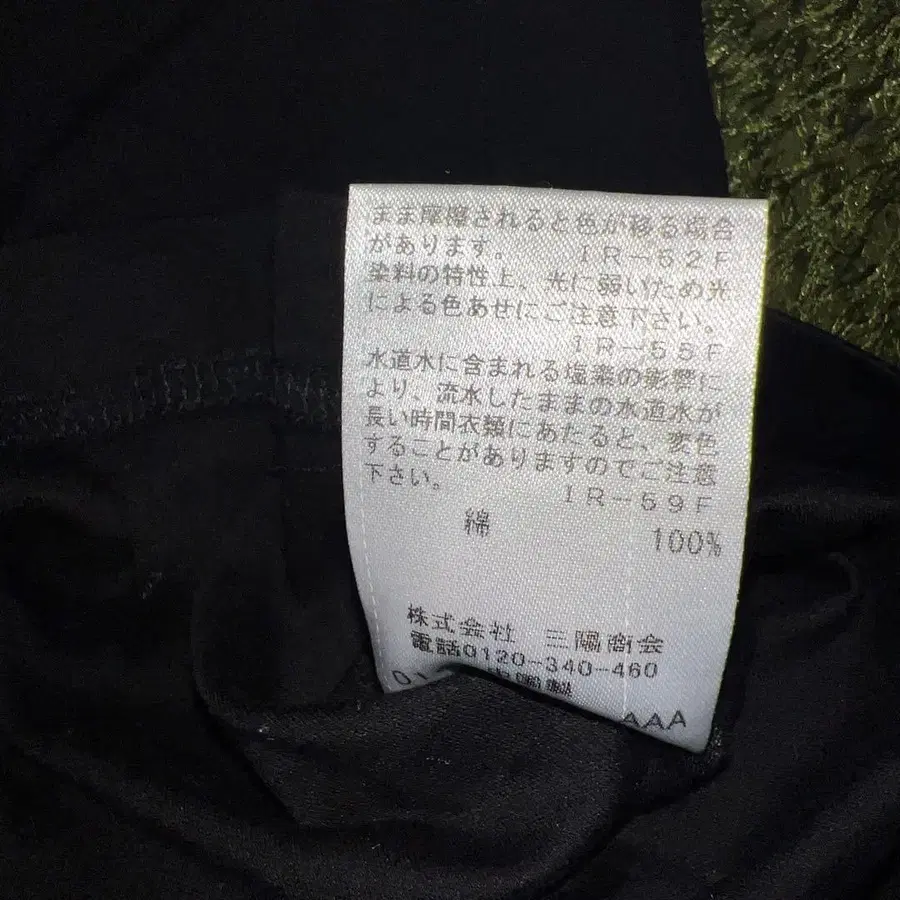 まま摩擦されると色が移る場合
があります。 IR-52F
染料の特性上、光に弱いため光
による色あせにご注意下さい。
IR-55F
水道水に含まれる塩素の影響に
より、流水したままの水道水が
長い時間衣類にあたると、変色
することがありますのでご注意
下さい。 IR-59F
綿 100%
株式会社 三陽商会
電話0120-340-460
AAA